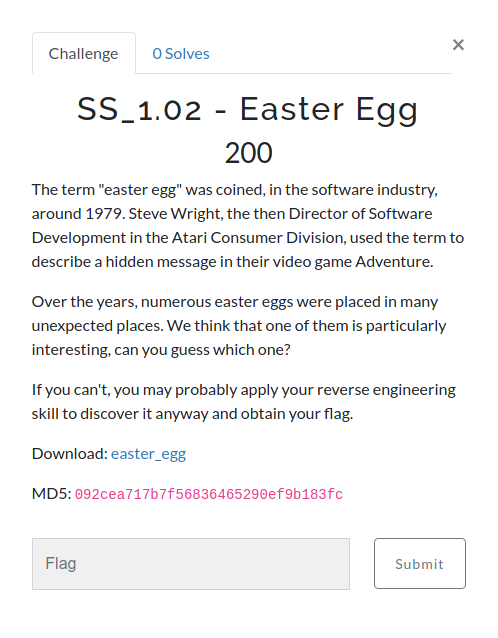 Challenge
0 Solves
×
SS_1.02 - Easter Egg
200
The term "easter egg" was coined, in the software industry,
around 1979. Steve Wright, the then Director of Software
Development in the Atari Consumer Division, used the term to
describe a hidden message in their video game Adventure.
Over the years, numerous easter eggs were placed in many
unexpected places. We think that one of them is particularly
interesting, can you guess which one?
If you can't, you may probably apply your reverse engineering
skill to discover it anyway and obtain your flag.
Download: easter_egg
MD5: 092cea717b7f56836465290ef9b183fc
Flag
Submit